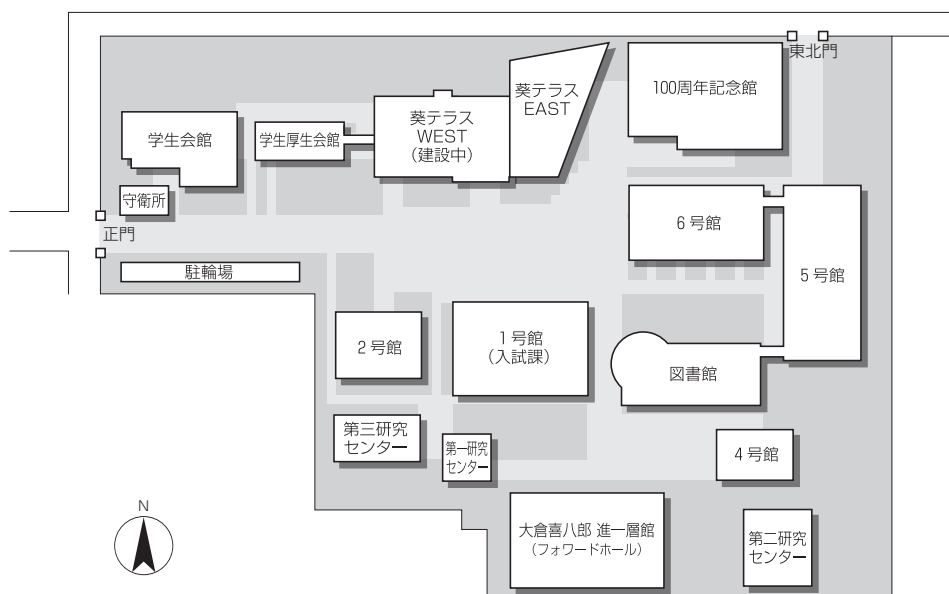 東北門
葵テラス
EAST
100周年記念館
葵テラス
WEST
(建設中)
学生会館
学生厚生会館
守衛所
正門
6号館
駐輪場
5号館
2号館
1号館
(入試課)
図書館
第三研究
センター
第一研究
センター
4号館
N
大倉喜八郎 進一層館
(フォワードホール)
第二研究
センター